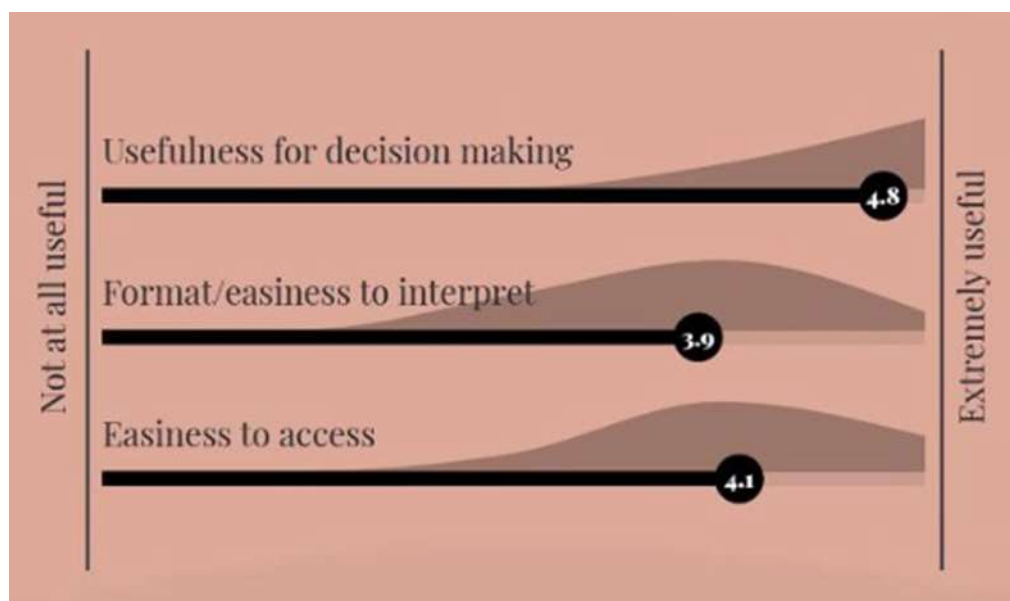 Not at all useful
Usefulness for decision making
4.8
Format/easiness to interpret
3.9
Easiness to access
4.1
Extremely useful